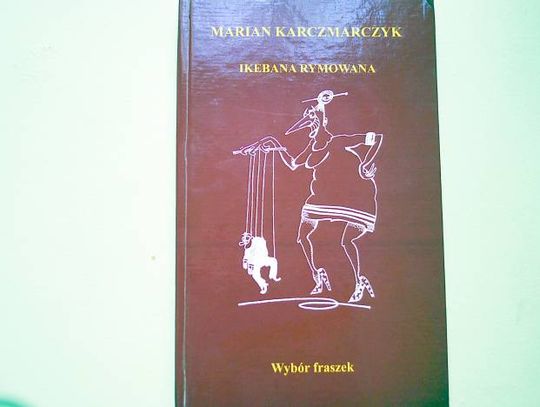 MARIAN KARCZMARCZYK
IKEBANA RYMOWANA
Wybór fraszek